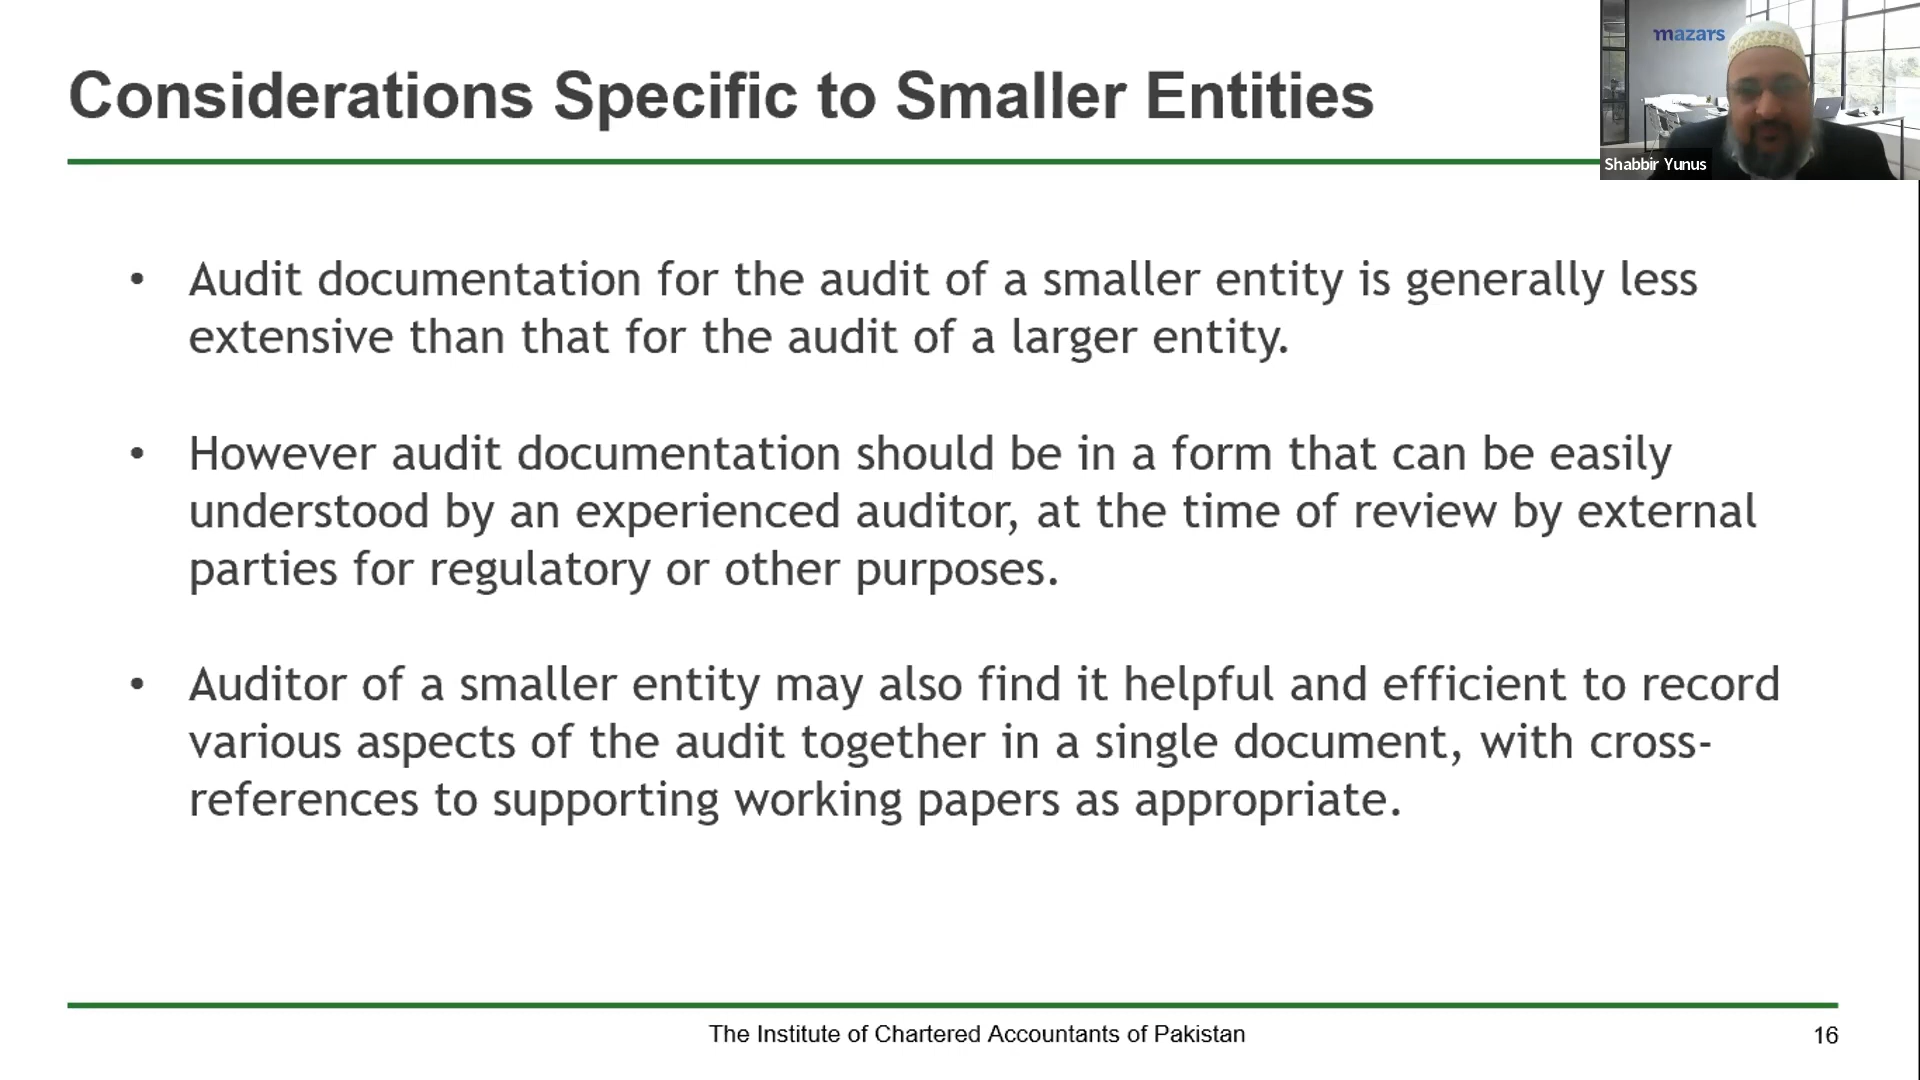 Considerations Specific to Smaller Entities
mazars
Shabbir Yunus
• Audit documentation for the audit of a smaller entity is generally less
extensive than that for the audit of a larger entity.
• However audit documentation should be in a form that can be easily
understood by an experienced auditor, at the time of review by external
parties for regulatory or other purposes.
• Auditor of a smaller entity may also find it helpful and efficient to record
various aspects of the audit together in a single document, with cross-
references to supporting working papers as appropriate.
The Institute of Chartered Accountants of Pakistan
16